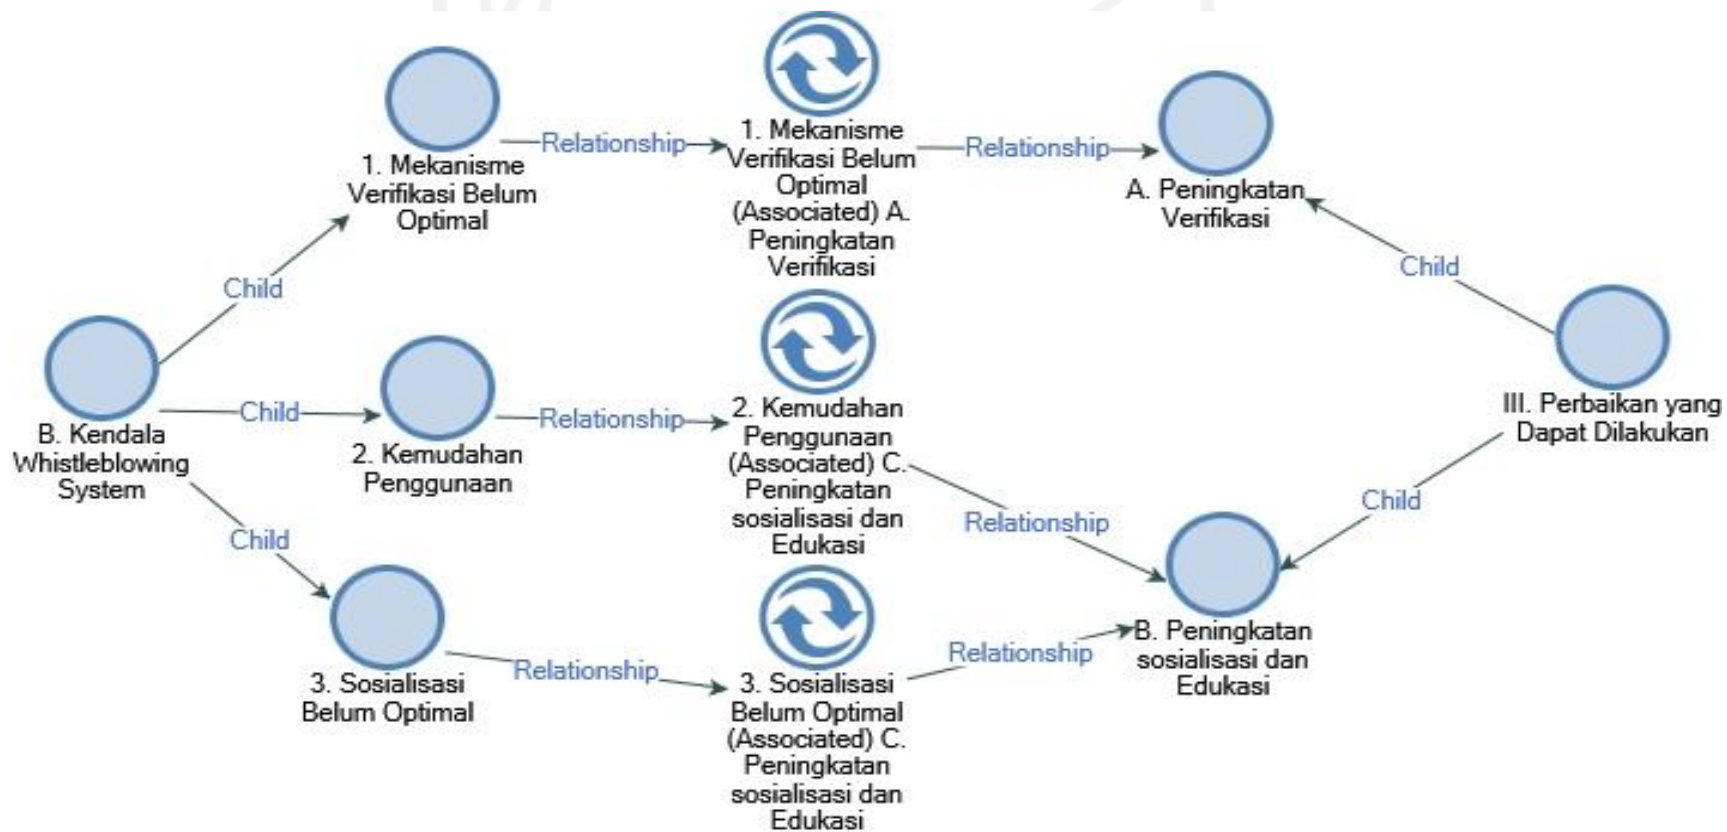 1. Mekanisme
Verifikasi Belum
Optimal
Relationship
1. Mekanisme
Verifikasi Belum
Optimal
(Associated) A.
Peningkatan
Verifikasi
Relationship
A. Peningkatan
Verifikasi
Child
Child
B. Kendala
Whistleblowing
System
Child
2. Kemudahan
Penggunaan
Relationship
2. Kemudahan
Penggunaan
(Associated) C.
Peningkatan
sosialisasi dan
Edukasi
Relationship
III. Perbaikan yang
Dapat Dilakukan
Child
Child
3. Sosialisasi
Belum Optimal
Relationship
3. Sosialisasi
Belum Optimal
(Associated) C.
Peningkatan
sosialisasi dan
Edukasi
Relationship
B. Peningkatan
sosialisasi dan
Edukasi